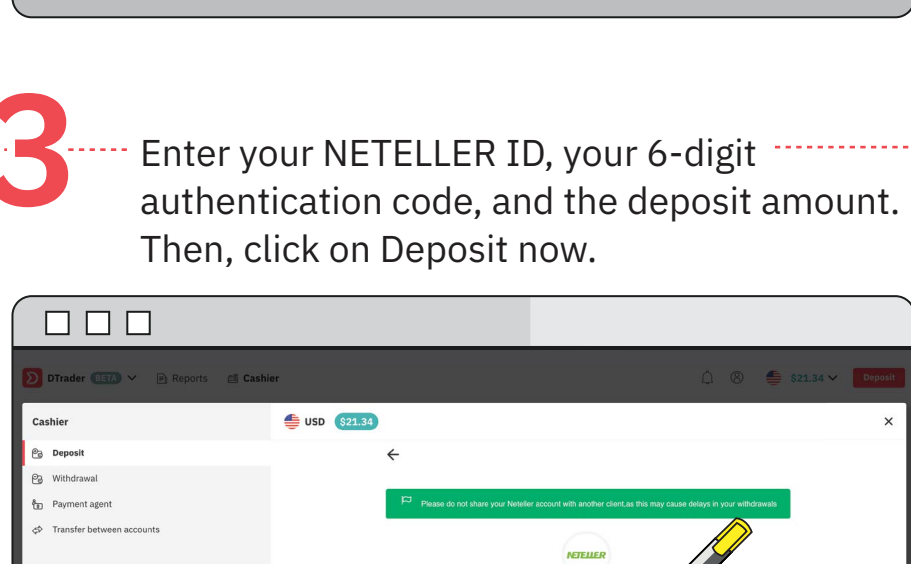 3
Enter your NETELLER ID, your 6-digit
authentication code, and the deposit amount.
Then, click on Deposit now.
DTrader BETA Reports Cashier $21.34 Deposit
Cashier USD $21.34
Deposit
Withdrawal
Please do not share your Neteller account with another client,as this may cause delays in your withdrawals
Payment agent
Transfer between accounts
NETELLER